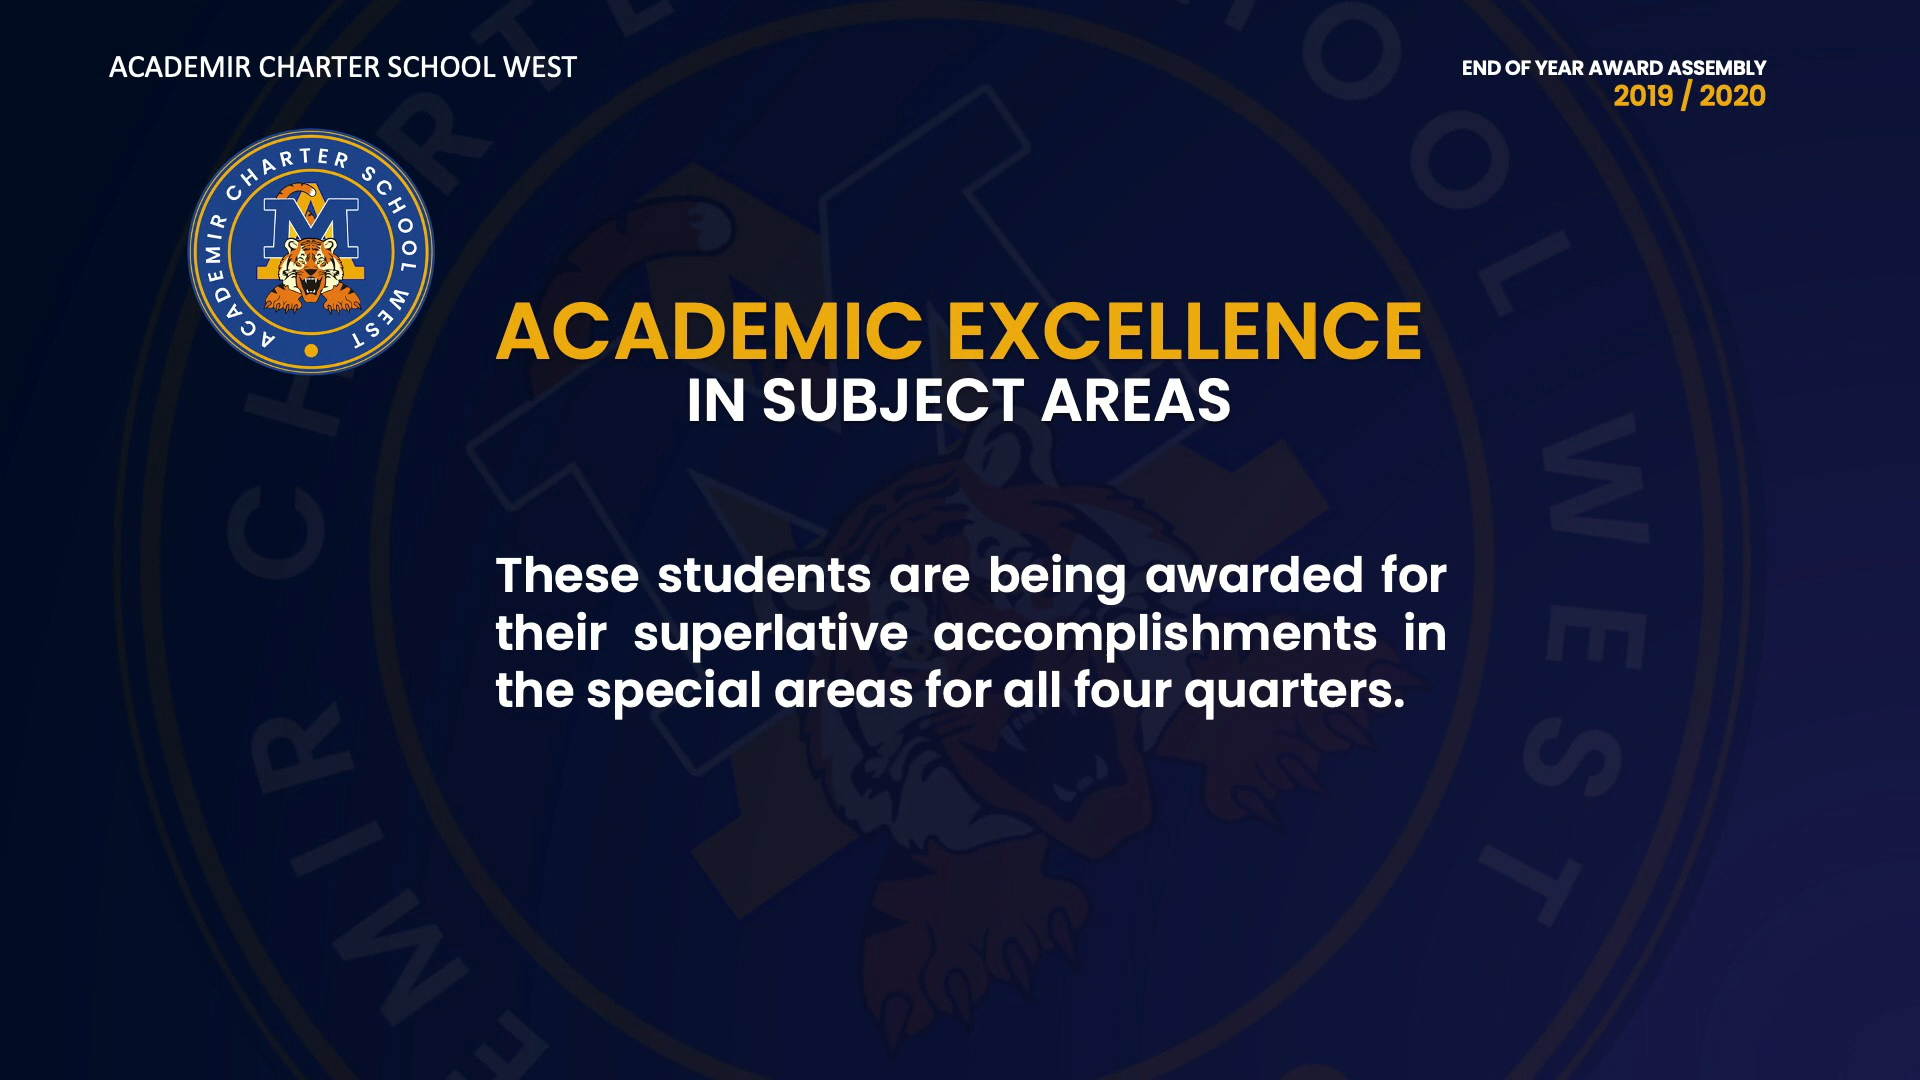 ACADEMIR CHARTER SCHOOL WEST
END OF YEAR AWARD ASSEMBLY
2019 / 2020
ACADEMIR CHARTER SCHOOL WEST
ACADEMIC EXCELLENCE
IN SUBJECT AREAS
These students are being awarded for
their superlative accomplishments in
the special areas for all four quarters.